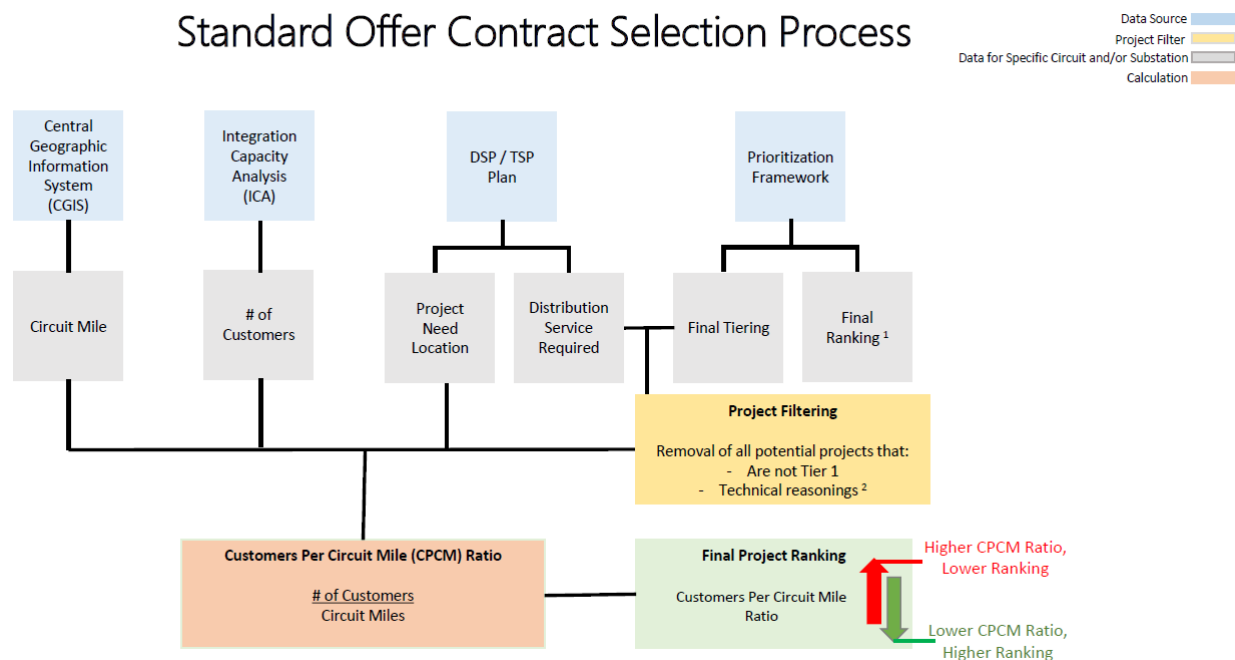 Standard Offer Contract Selection Process
Data Source
Project Filter
Data for Specific Circuit and/or Substation
Calculation
Central
Geographic
Information
System
(CGIS)
Integration
Capacity
Analysis
(ICA)
DSP / TSP
Plan
Prioritization
Framework
Circuit Mile
# of
Customers
Project
Need
Location
Distribution
Service
Required
Final Tiering
Final
Ranking 1
Project Filtering
Removal of all potential projects that:
- Are not Tier 1
- Technical reasonings 2
Customers Per Circuit Mile (CPCM) Ratio
# of Customers
Circuit Miles
Final Project Ranking
Customers Per Circuit Mile
Ratio
Higher CPCM Ratio,
Lower Ranking
Lower CPCM Ratio,
Higher Ranking